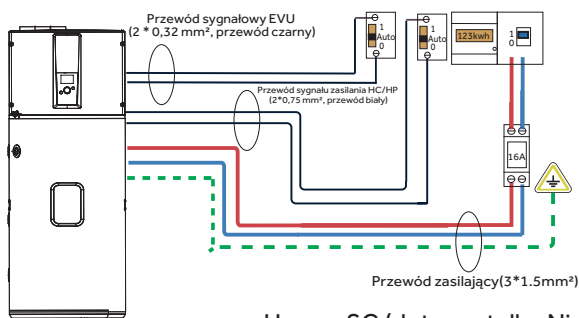 Przewód sygnałowy EVU
(2 * 0,32 mm², przewód czarny)
1
Auto
0
1
Auto
0
123kwh
1
0
Przewód sygnału zasilania HC/HP
(2*0,75 mm², przewód biały)
16A
Przewód zasilający(3*1.5mm²)